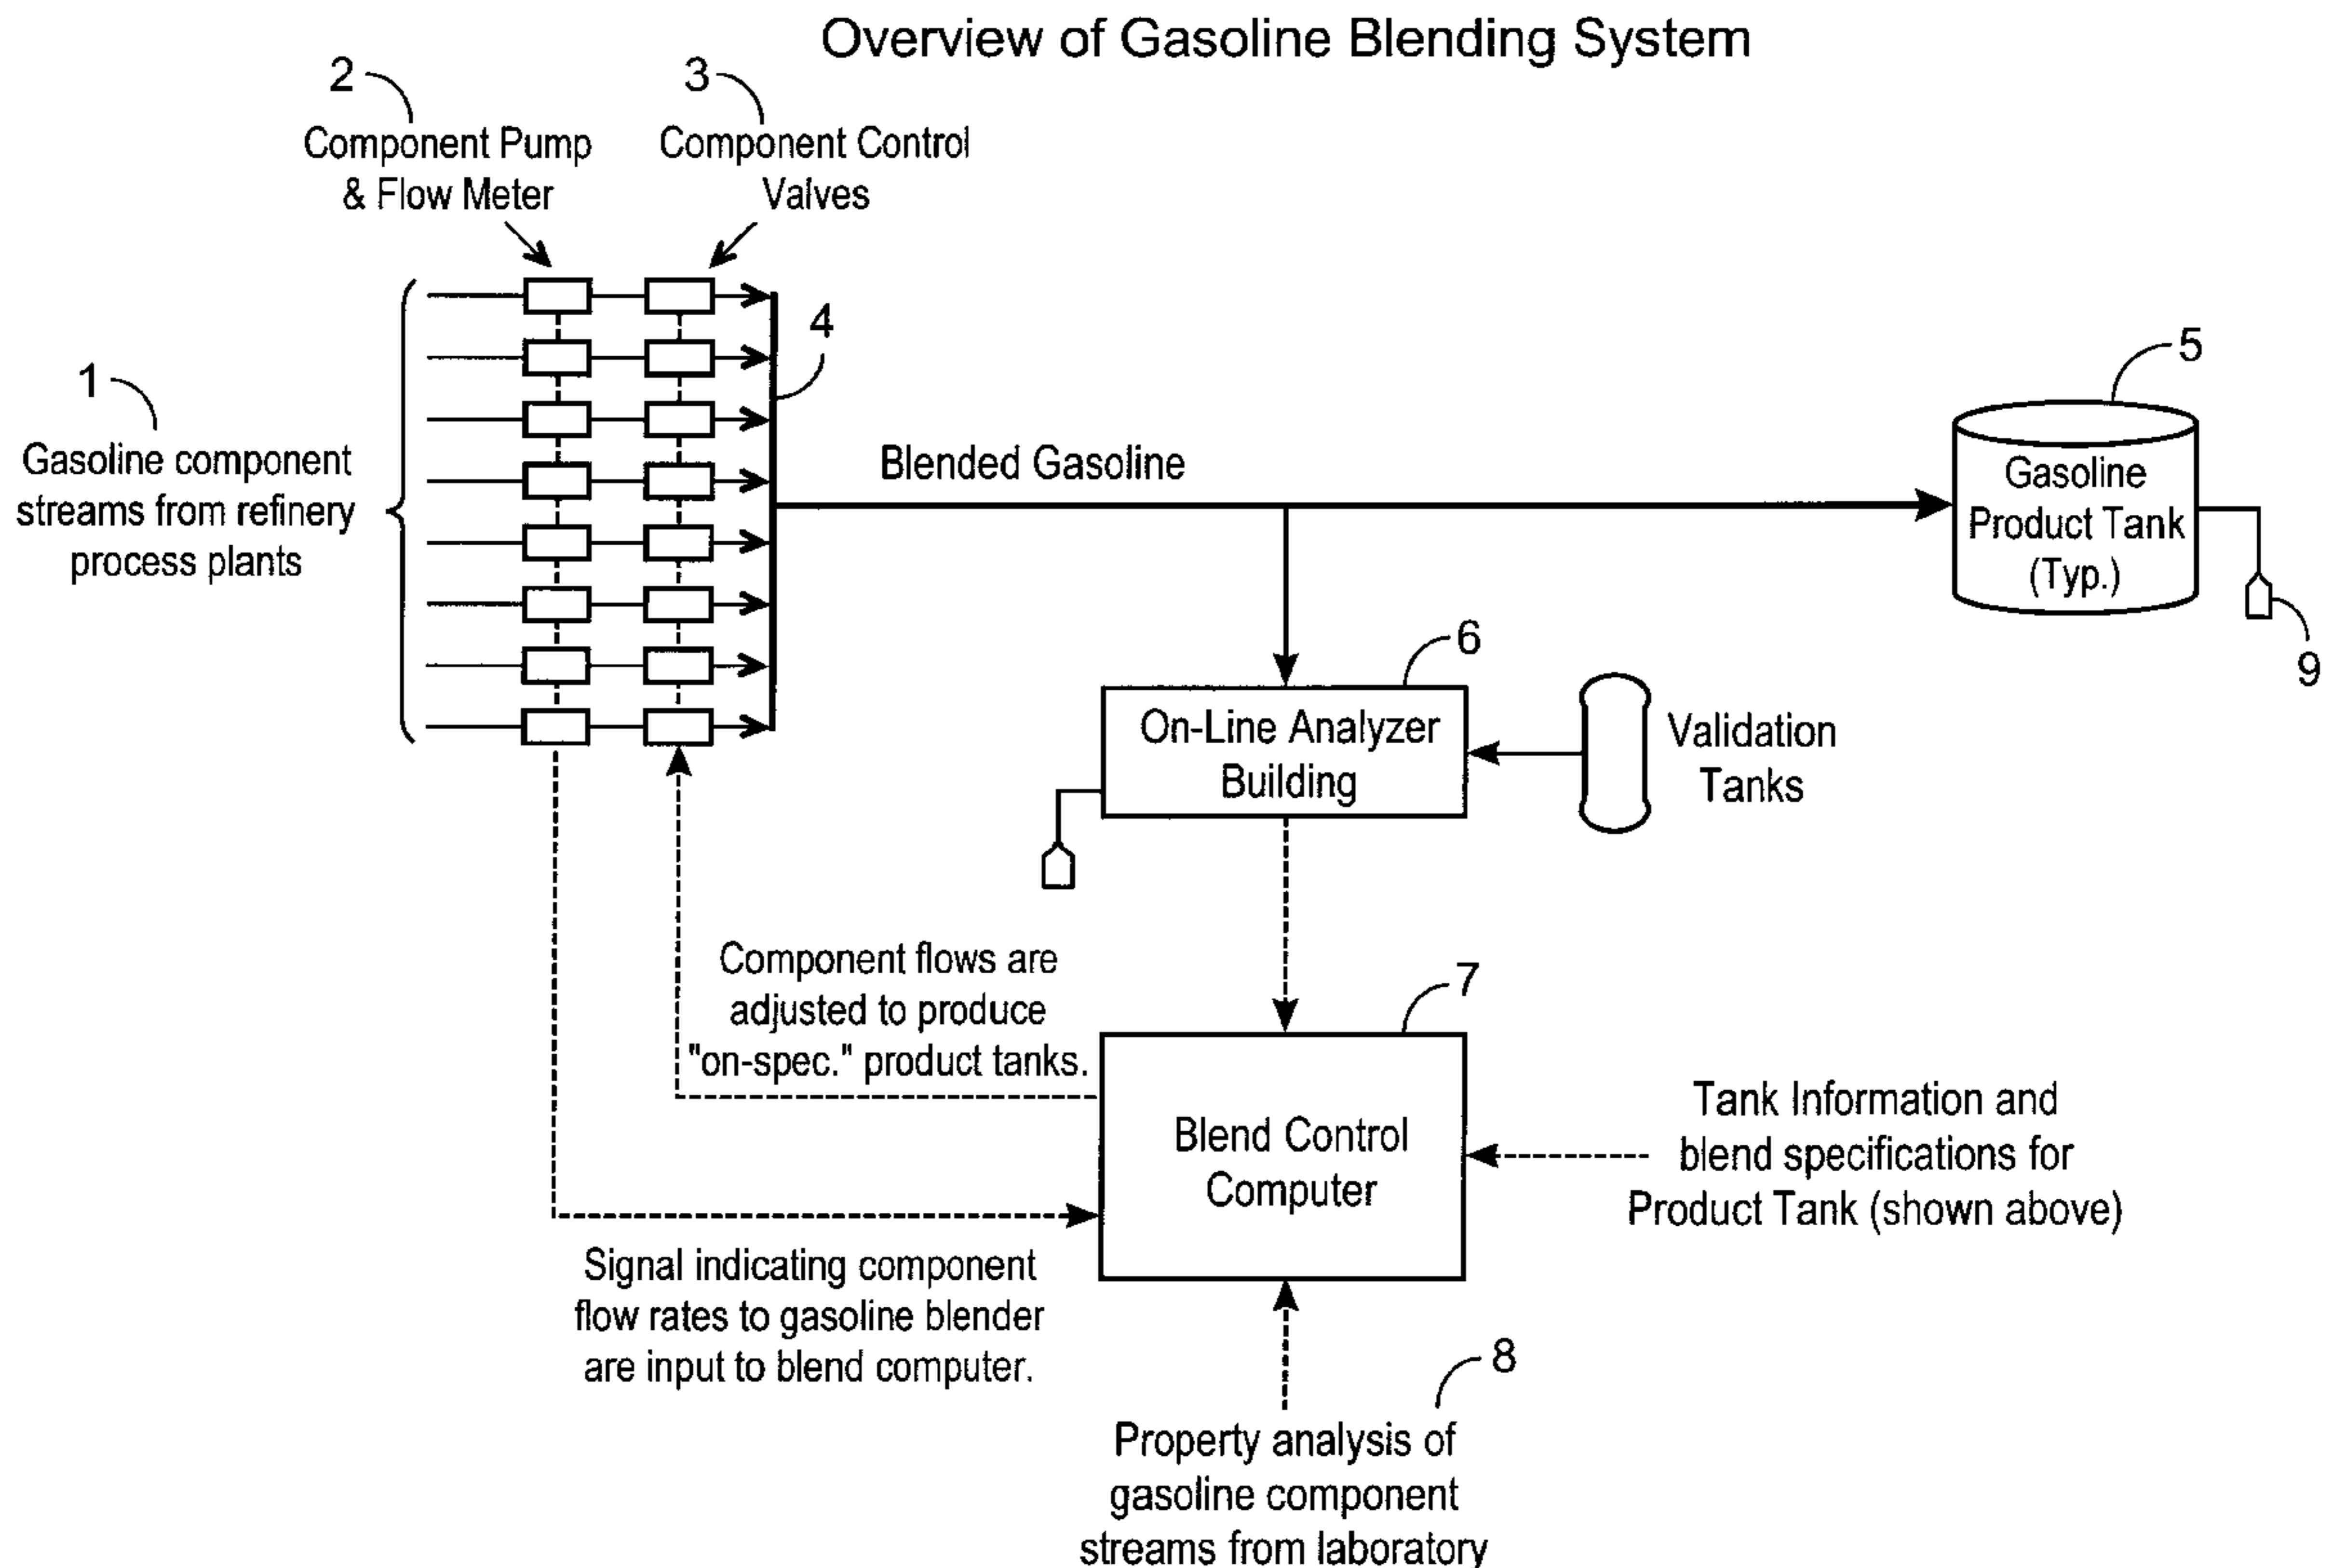 Overview of Gasoline Blending System
2
3
Component Pump
& Flow Meter
Component Control
Valves
4
1
Gasoline component
streams from refinery
process plants
Blended Gasoline
5
Gasoline
Product Tank
(Typ.)
9
6
On-Line Analyzer
Building
Validation
Tanks
Component flows are
adjusted to produce
"on-spec." product tanks.
7
Blend Control
Computer
Tank Information and
blend specifications for
Product Tank (shown above)
Signal indicating component
flow rates to gasoline blender
are input to blend computer.
8
Property analysis of
gasoline component
streams from laboratory